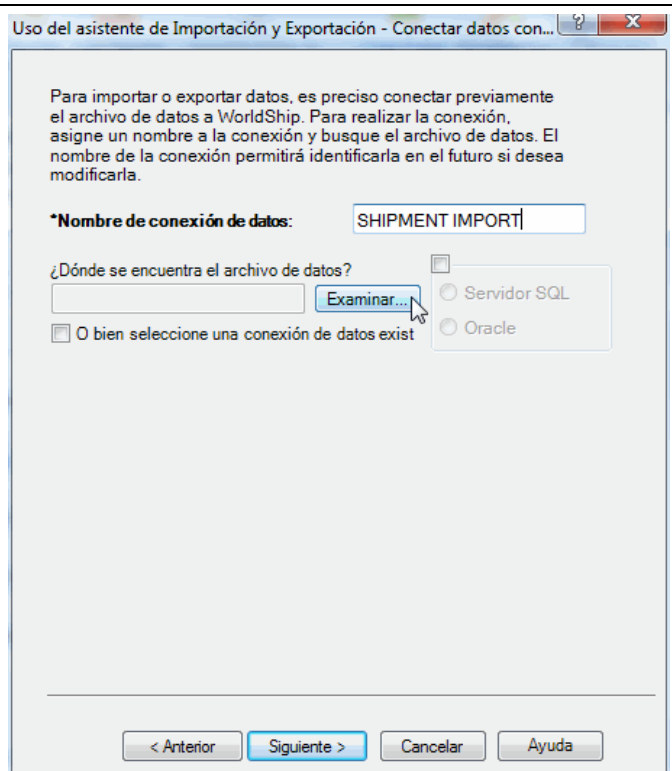 Uso del asistente de Importación y Exportación - Conectar datos con...
Para importar o exportar datos, es preciso conectar previamente
el archivo de datos a WorldShip. Para realizar la conexión,
asigne un nombre a la conexión y busque el archivo de datos. El
nombre de la conexión permitirá identificarla en el futuro si desea
modificarla.
*Nombre de conexión de datos: SHIPMENT IMPORT
¿Dónde se encuentra el archivo de datos?
Examinar... Servidor SQL
O bien seleccione una conexión de datos exist Oracle
< Anterior Siguiente > Cancelar Ayuda